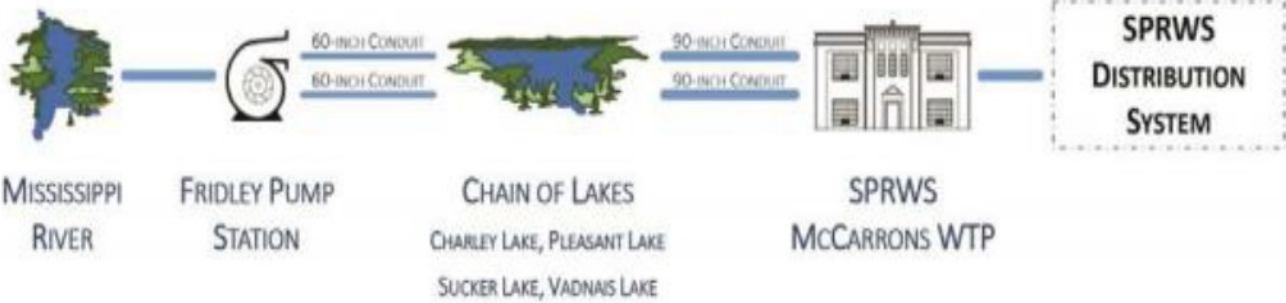 60-INCH CONDUIT
60-INCH CONDUIT
90-INCH CONDUIT
90-INCH CONDUIT
SPRWS
DISTRIBUTION
SYSTEM
MISSISSIPPI
RIVER
FRIDLEY PUMP
STATION
CHAIN OF LAKES
CHARLEY LAKE, PLEASANT LAKE
SUCKER LAKE, VADNAIS LAKE
SPRWS
MCCARRONS WTP